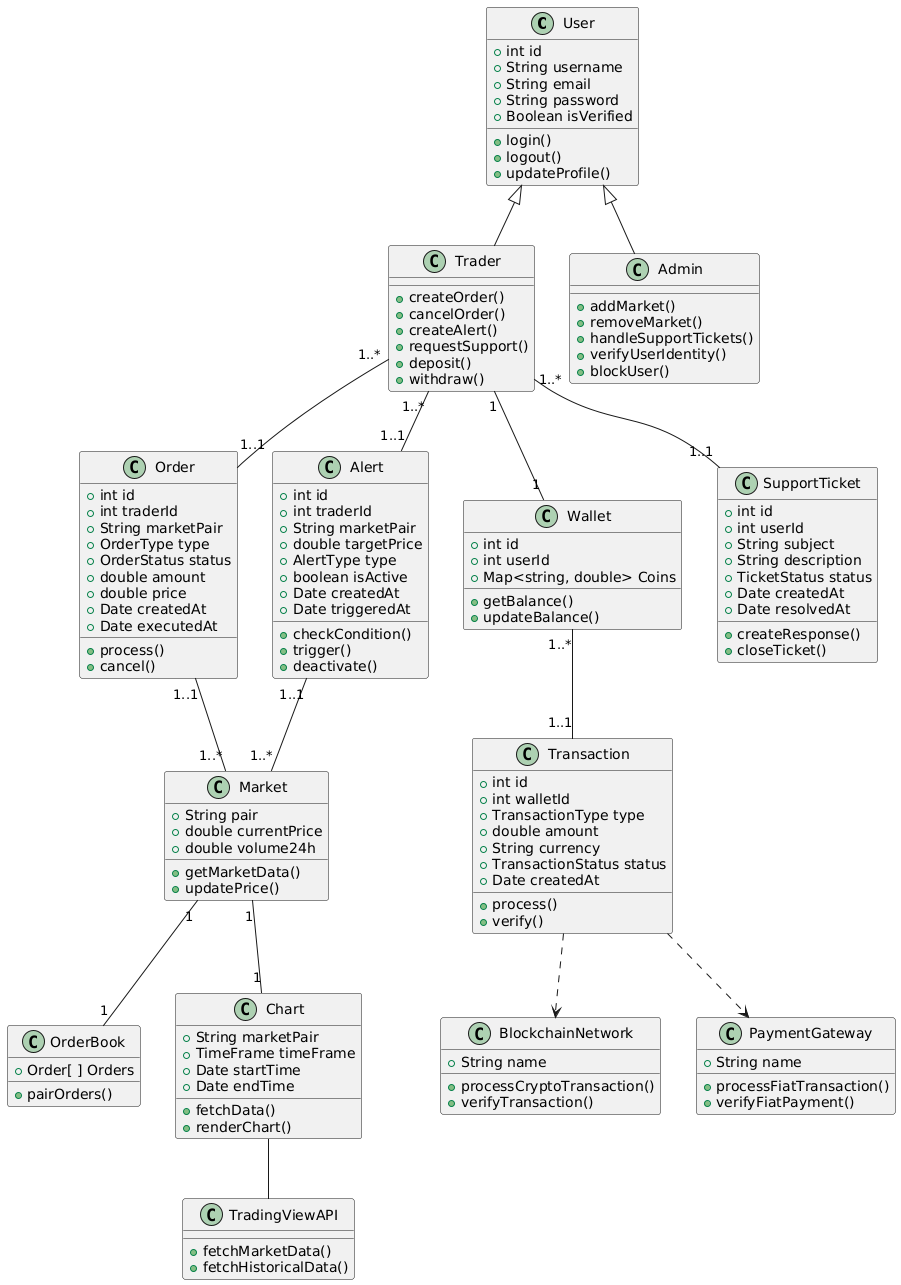 C User
int id
String username
String email
String password
Boolean isVerified
login()
logout()
updateProfile()
C Trader
createOrder()
cancelOrder()
createAlert()
requestSupport()
deposit()
withdraw()
C Admin
addMarket()
removeMarket()
handleSupportTickets()
verifyUserIdentity()
blockUser()
1..*
1..1
1..*
1..1
1
1
1..*
1..1
C Order
int id
int traderId
String marketPair
OrderType type
OrderStatus status
double amount
double price
Date createdAt
Date executedAt
process()
cancel()
C Alert
int id
int traderId
String marketPair
double targetPrice
AlertType type
boolean isActive
Date createdAt
Date triggeredAt
checkCondition()
trigger()
deactivate()
C Wallet
int id
int userId
Map<string, double> Coins
getBalance()
updateBalance()
C SupportTicket
int id
int userId
String subject
String description
TicketStatus status
Date createdAt
Date resolvedAt
createResponse()
closeTicket()
1..1
1..*
1..1
1..*
1..*
1..1
C Market
String pair
double currentPrice
double volume24h
getMarketData()
updatePrice()
C Transaction
int id
int walletId
TransactionType type
double amount
String currency
TransactionStatus status
Date createdAt
process()
verify()
1
1
1
1
C OrderBook
Order[ ] Orders
pairOrders()
C Chart
String marketPair
TimeFrame timeFrame
Date startTime
Date endTime
fetchData()
renderChart()
C BlockchainNetwork
String name
processCryptoTransaction()
verifyTransaction()
C PaymentGateway
String name
processFiatTransaction()
verifyFiatPayment()
C TradingViewAPI
fetchMarketData()
fetchHistoricalData()